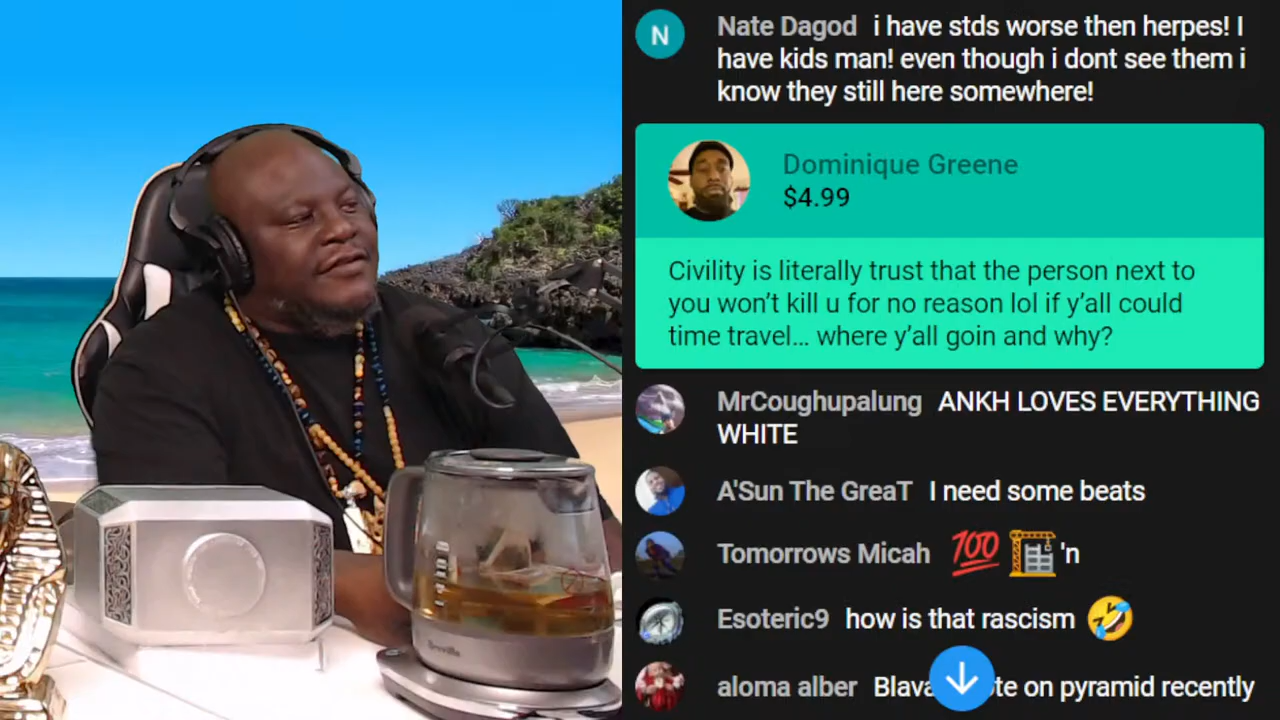 N
Nate Dagod i have stds worse then herpes! I
have kids man! even though i dont see them i
know they still here somewhere!
Dominique Greene
$4.99
Civility is literally trust that the person next to
you won't kill u for no reason lol if y'all could
time travel... where y'all goin and why?
MrCoughupalung ANKH LOVES EVERYTHING
WHITE
A'Sun The GreaT I need some beats
Tomorrows Micah 💯 🏗 'n
Esoteric9 how is that rascism 🤣
aloma alber on pyramid recently
Breville